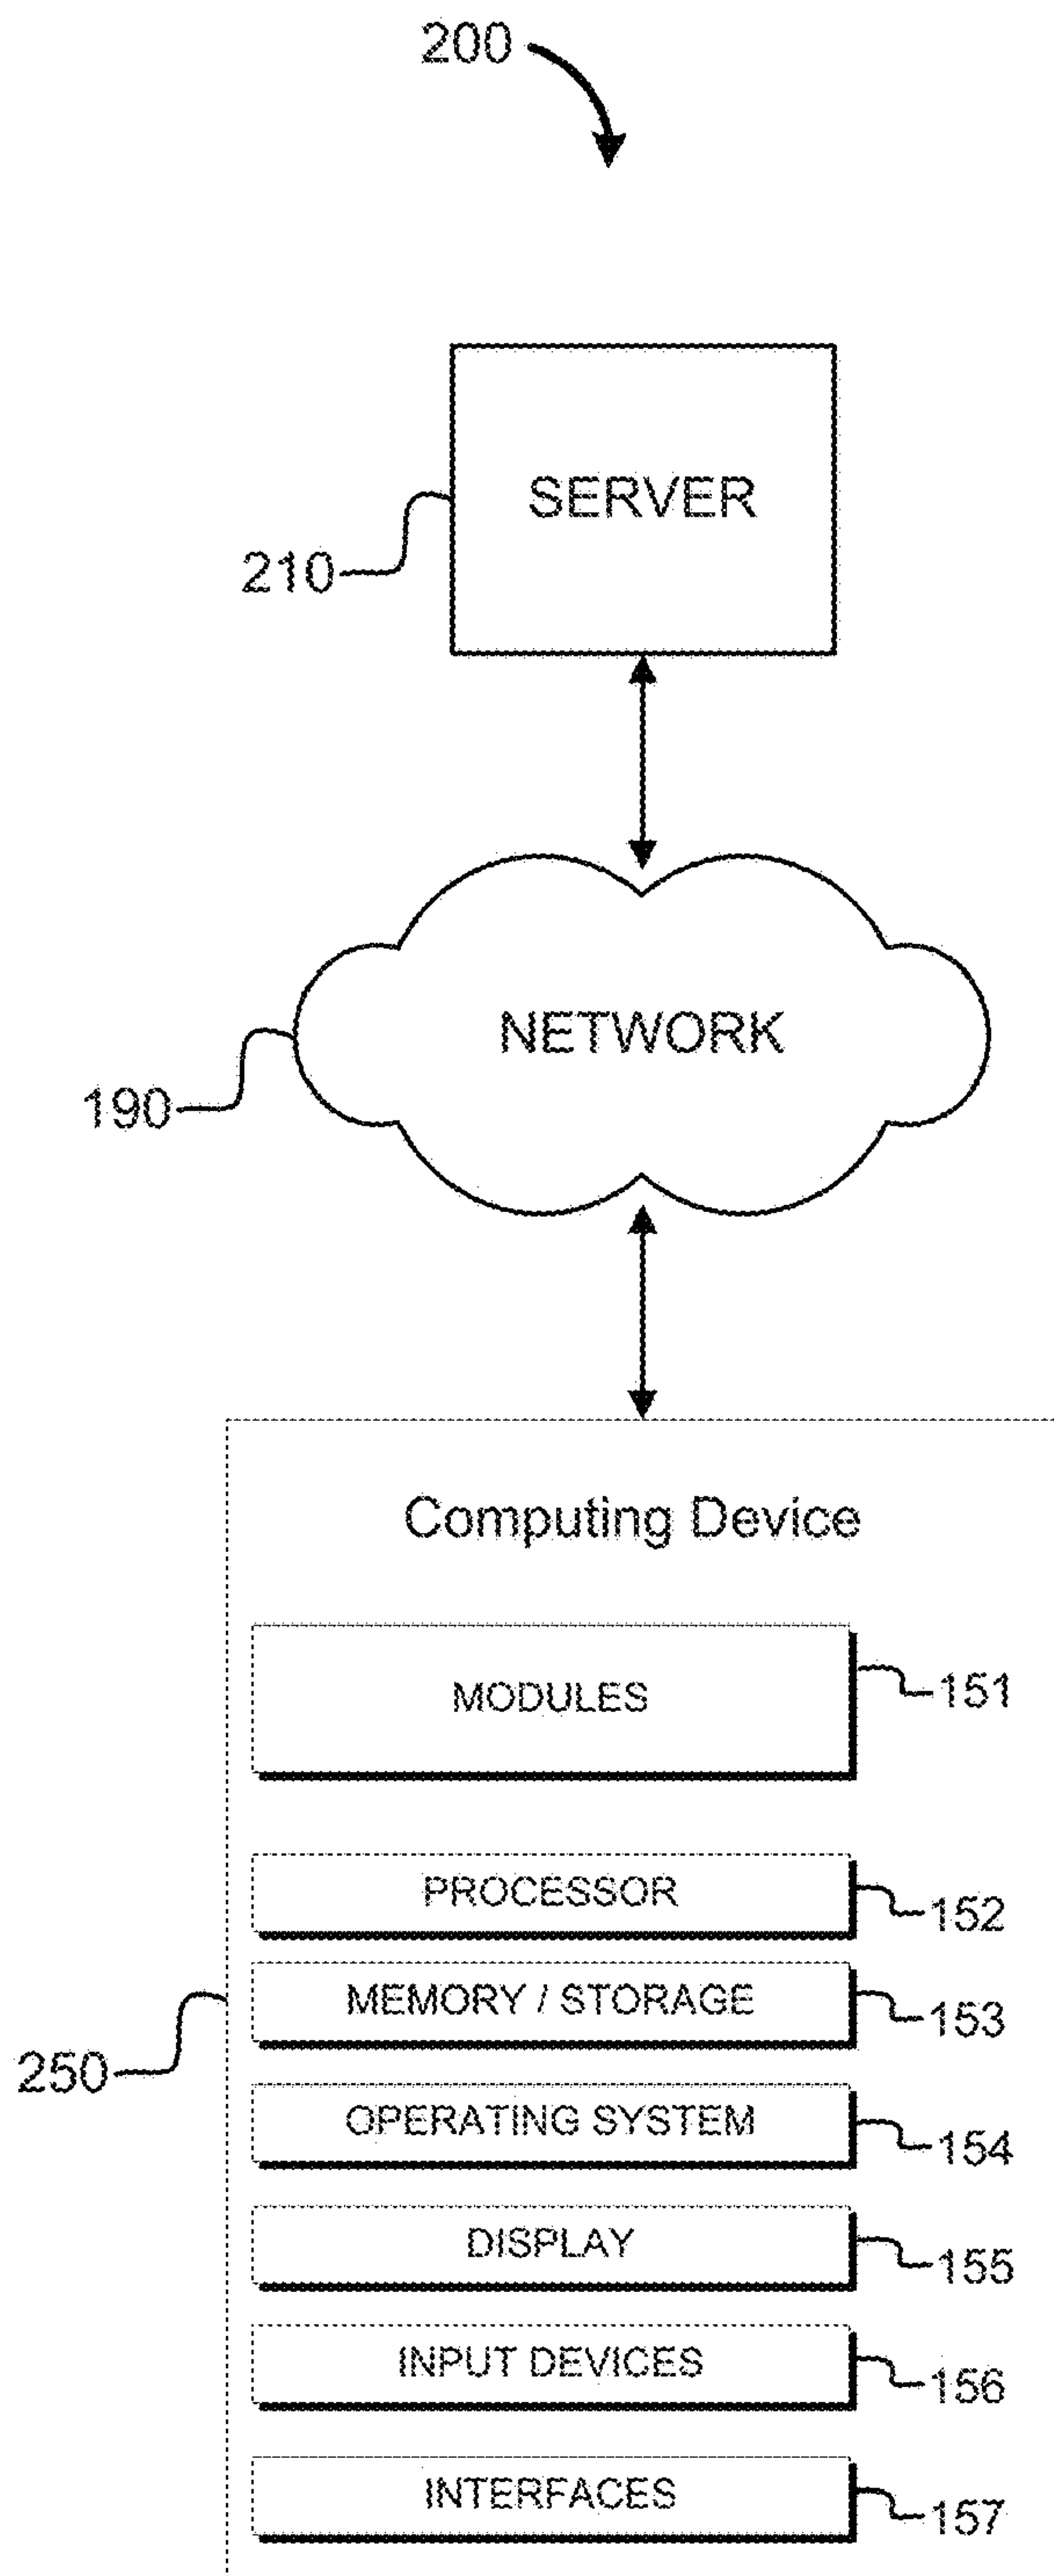 200
SERVER
210
NETWORK
190
Computing Device
MODULES
151
PROCESSOR
152
MEMORY / STORAGE
153
250
OPERATING SYSTEM
154
DISPLAY
155
INPUT DEVICES
156
INTERFACES
157